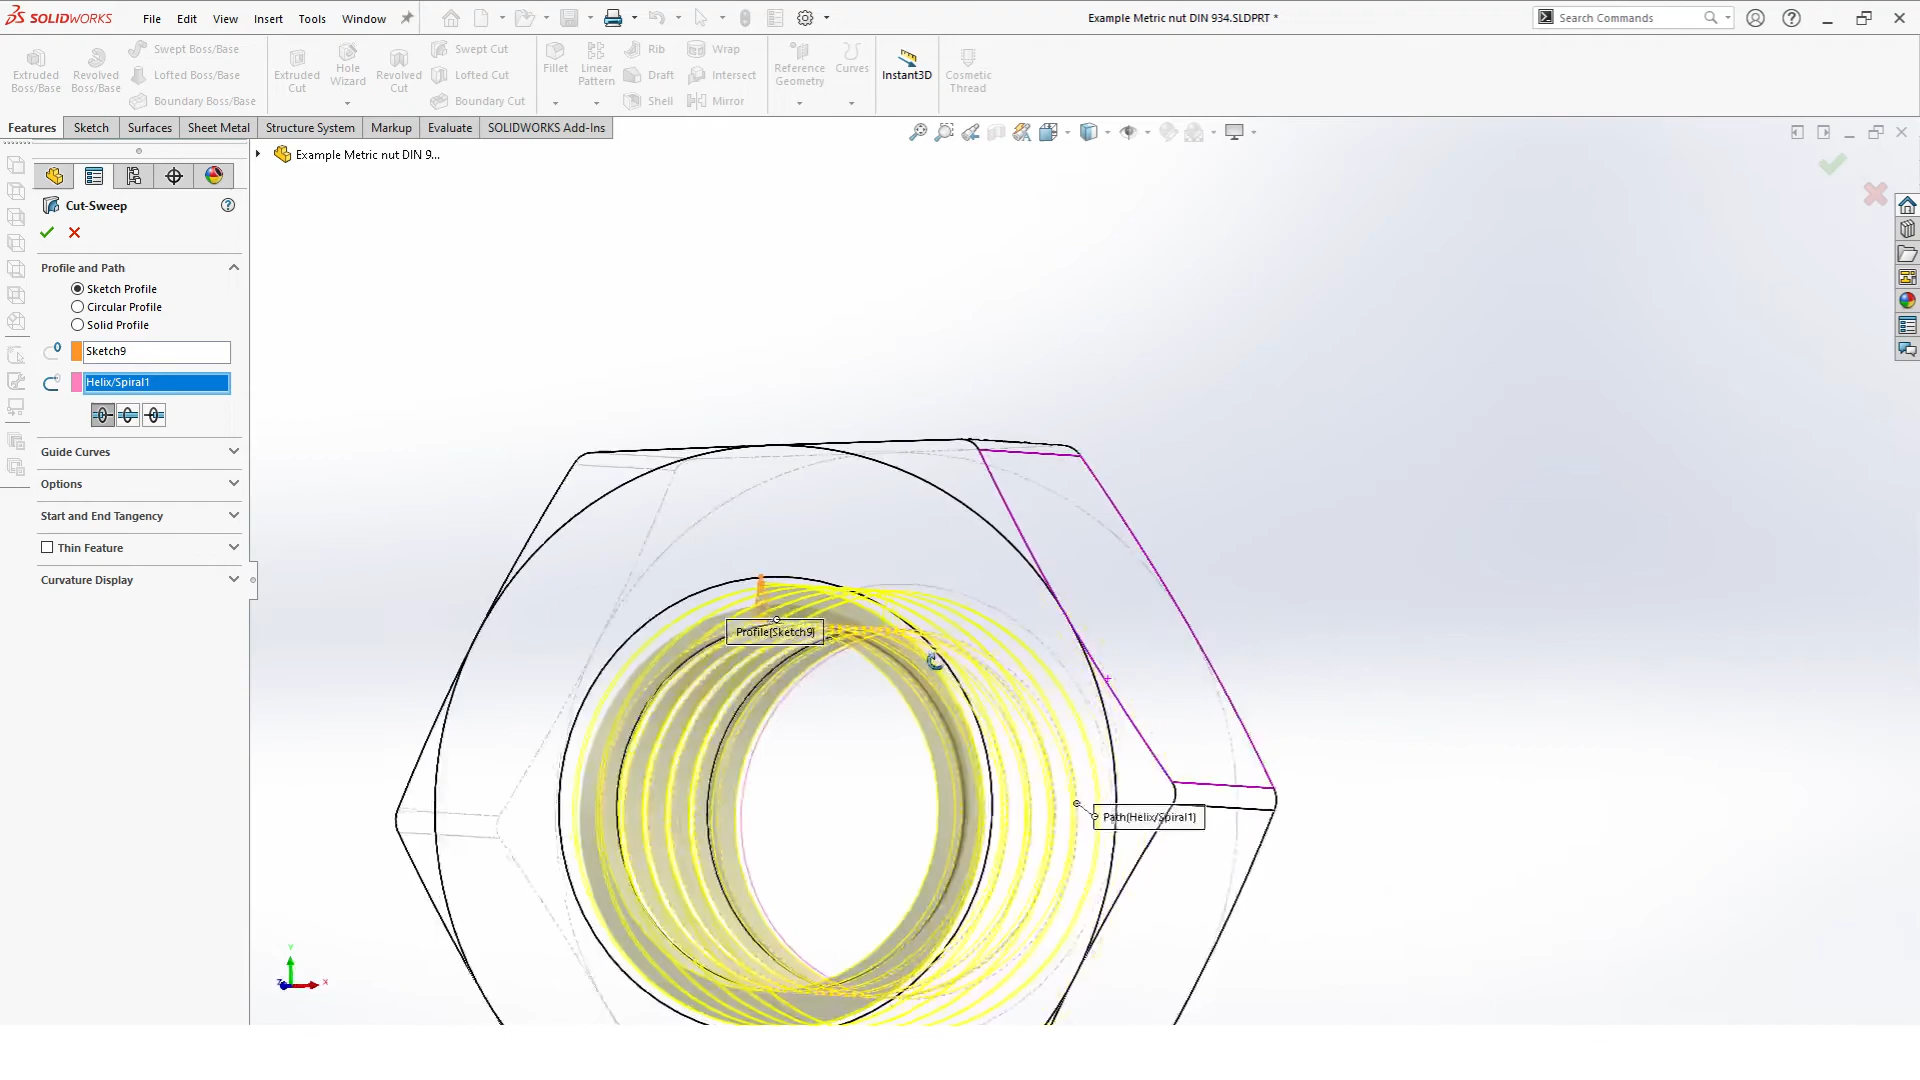 SOLIDWORKS File Edit View Insert Tools Window Example Metric nut DIN 934.SLDPRT * Search Commands
Extruded Boss/Base
Revolved Boss/Base
Swept Boss/Base
Lofted Boss/Base
Boundary Boss/Base
Extruded Cut
Hole Wizard
Revolved Cut
Swept Cut
Lofted Cut
Boundary Cut
Fillet
Linear Pattern
Rib
Draft
Shell
Wrap
Intersect
Mirror
Reference Geometry
Curves
Instant3D
Cosmetic Thread
Features Sketch Surfaces Sheet Metal Structure System Markup Evaluate SOLIDWORKS Add-Ins
Example Metric nut DIN 9...
Cut-Sweep
Profile and Path
Sketch Profile
Circular Profile
Solid Profile
Sketch9
Helix/Spiral1
Guide Curves
Options
Start and End Tangency
Thin Feature
Curvature Display
Profile(Sketch9)
Path(Helix/Spiral1)
Y
Z
X